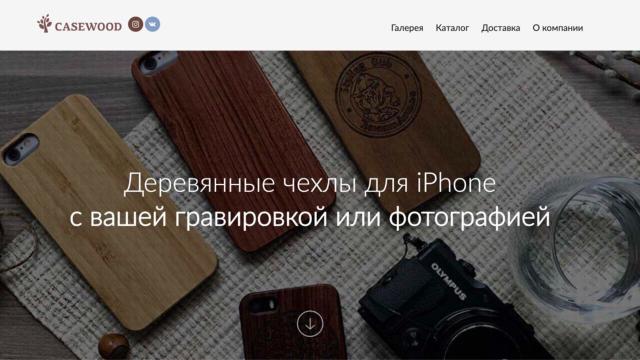 CASEWOOD
Галерея Каталог Доставка О компании
Деревянные чехлы для iPhone
с вашей гравировкой или фотографией
OLYMPUS